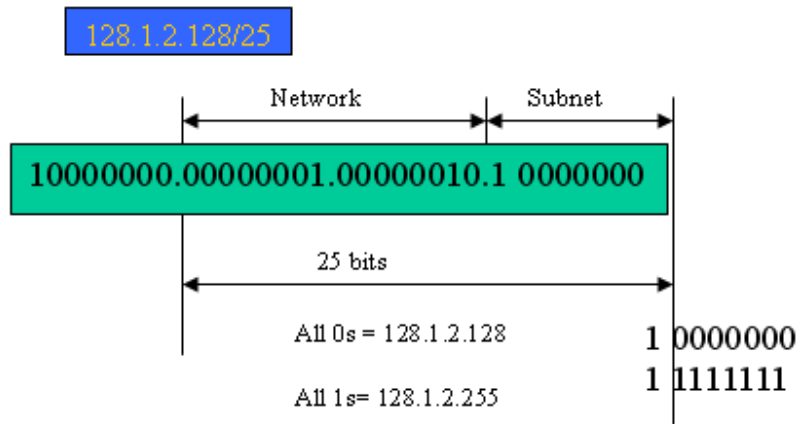 128.1.2.128/25
Network Subnet
10000000.00000001.00000010.1 0000000
25 bits
All 0s = 128.1.2.128
1 0000000
All 1s= 128.1.2.255
1 1111111